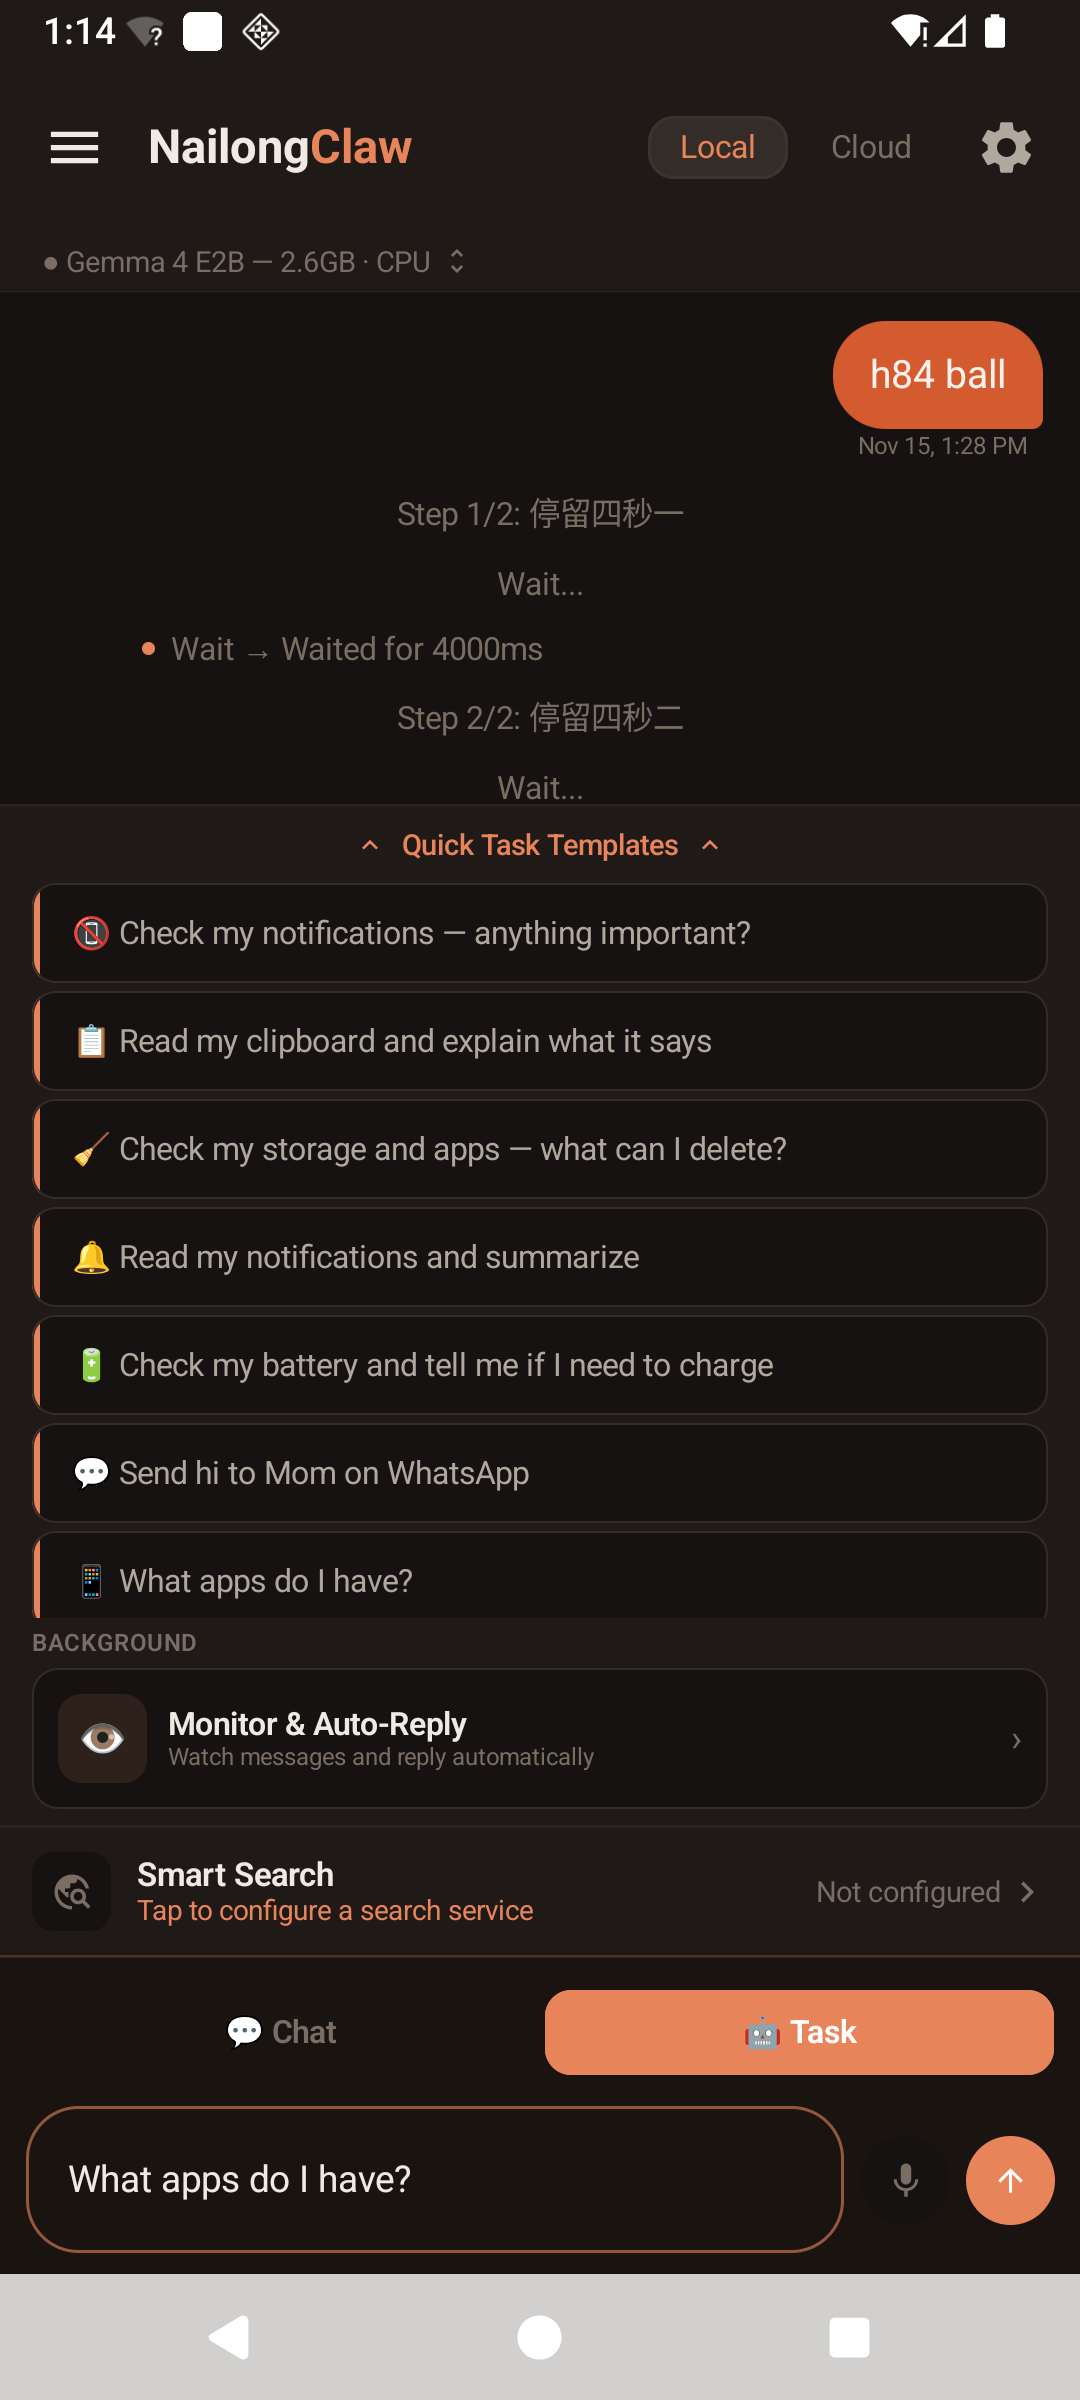 1:14
NailongClaw
Local
Cloud
Gemma 4 E2B — 2.6GB · CPU
h84 ball
Nov 15, 1:28 PM
Step 1/2: 停留四秒一
Wait...
Wait → Waited for 4000ms
Step 2/2: 停留四秒二
Wait...
Quick Task Templates
Check my notifications — anything important?
Read my clipboard and explain what it says
Check my storage and apps — what can I delete?
Read my notifications and summarize
Check my battery and tell me if I need to charge
Send hi to Mom on WhatsApp
What apps do I have?
BACKGROUND
Monitor & Auto-Reply
Watch messages and reply automatically
Smart Search
Tap to configure a search service
Not configured
Chat
Task
What apps do I have?